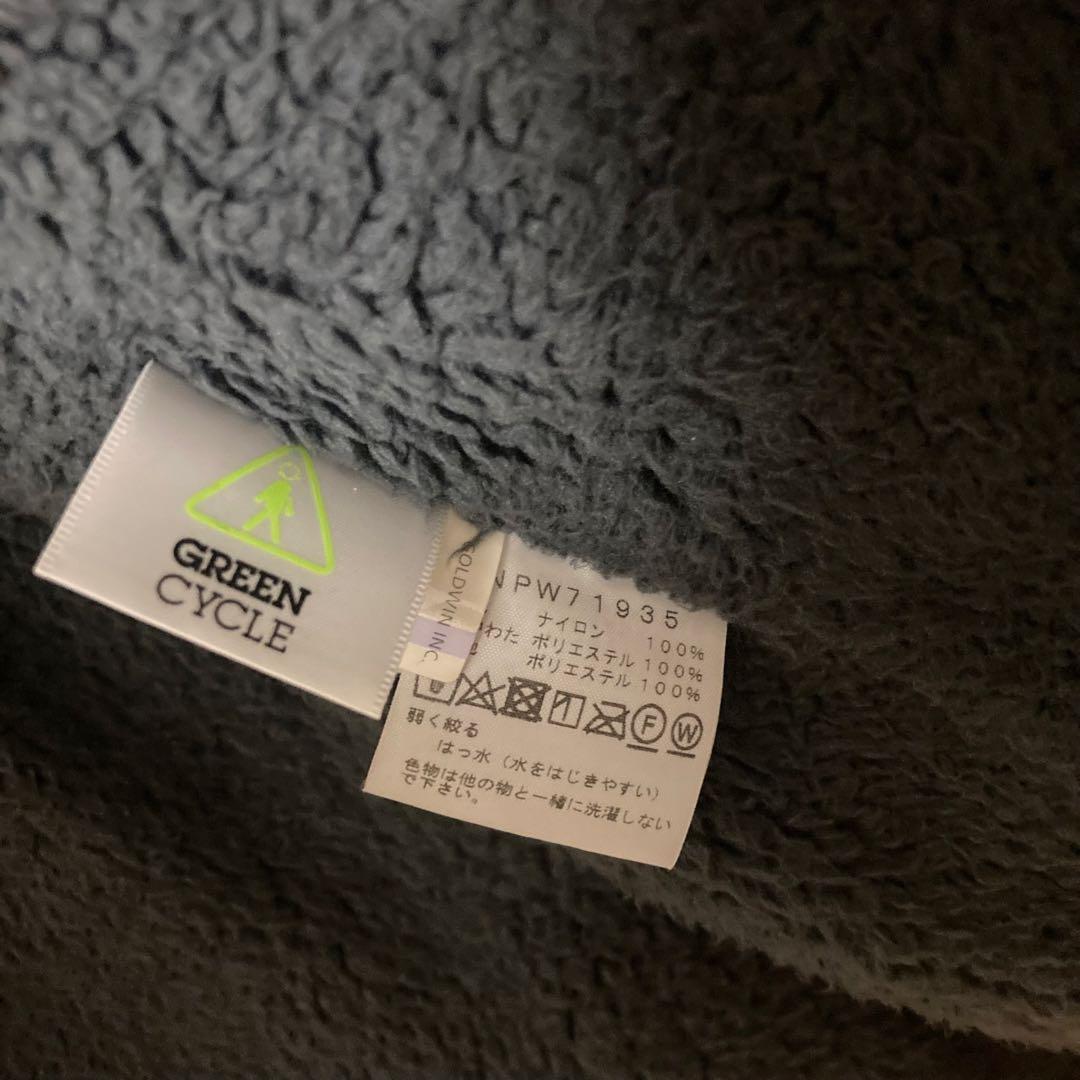 GREEN
CYCLE
GOLDWIN INC.
NPW71935
ナイロン 100%
わた ポリエステル 100%
ポリエステル 100%
F W
弱く絞る
はっ水(水をはじきやすい)
色物は他の物と一緒に洗濯しない
で下さい。